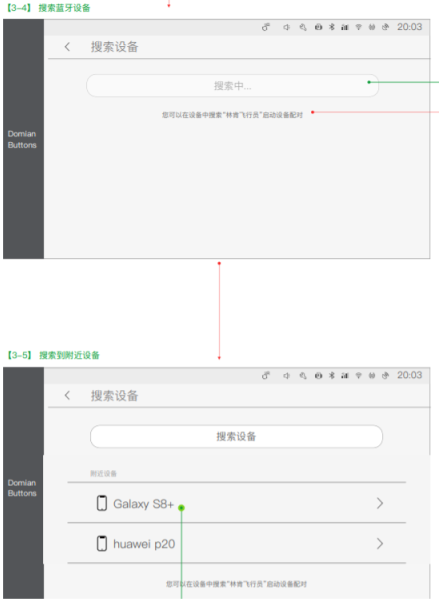 【3-4】 搜索蓝牙设备
20:03
搜索设备
搜索中...
您可以在设备中搜索“林肯飞行员”启动设备配对
Domian
Buttons
【3-5】 搜索到附近设备
20:03
搜索设备
搜索设备
附近设备
Domian
Buttons
Galaxy S8+
huawei p20
您可以在设备中搜索“林肯飞行员”启动设备配对